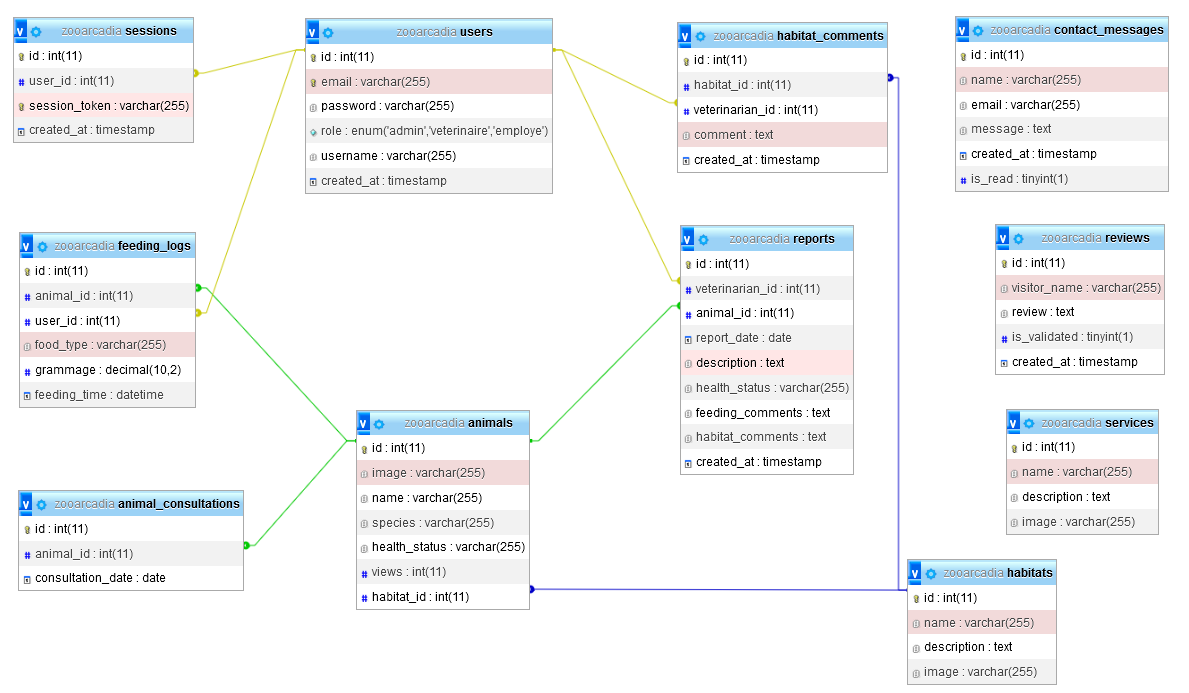 zooarcadia sessions
id : int(11)
user_id : int(11)
session_token : varchar(255)
created_at : timestamp
zooarcadia users
id : int(11)
email : varchar(255)
password : varchar(255)
role : enum('admin','veterinaire','employe')
username : varchar(255)
created_at : timestamp
zooarcadia habitat_comments
id : int(11)
habitat_id : int(11)
veterinarian_id : int(11)
comment : text
created_at : timestamp
zooarcadia contact_messages
id : int(11)
name : varchar(255)
email : varchar(255)
message : text
created_at : timestamp
is_read : tinyint(1)
zooarcadia feeding_logs
id : int(11)
animal_id : int(11)
user_id : int(11)
food_type : varchar(255)
grammage : decimal(10,2)
feeding_time : datetime
zooarcadia reports
id : int(11)
veterinarian_id : int(11)
animal_id : int(11)
report_date : date
description : text
health_status : varchar(255)
feeding_comments : text
habitat_comments : text
created_at : timestamp
zooarcadia reviews
id : int(11)
visitor_name : varchar(255)
review : text
is_validated : tinyint(1)
created_at : timestamp
zooarcadia animals
id : int(11)
image : varchar(255)
name : varchar(255)
species : varchar(255)
health_status : varchar(255)
views : int(11)
habitat_id : int(11)
zooarcadia services
id : int(11)
name : varchar(255)
description : text
image : varchar(255)
zooarcadia animal_consultations
id : int(11)
animal_id : int(11)
consultation_date : date
zooarcadia habitats
id : int(11)
name : varchar(255)
description : text
image : varchar(255)